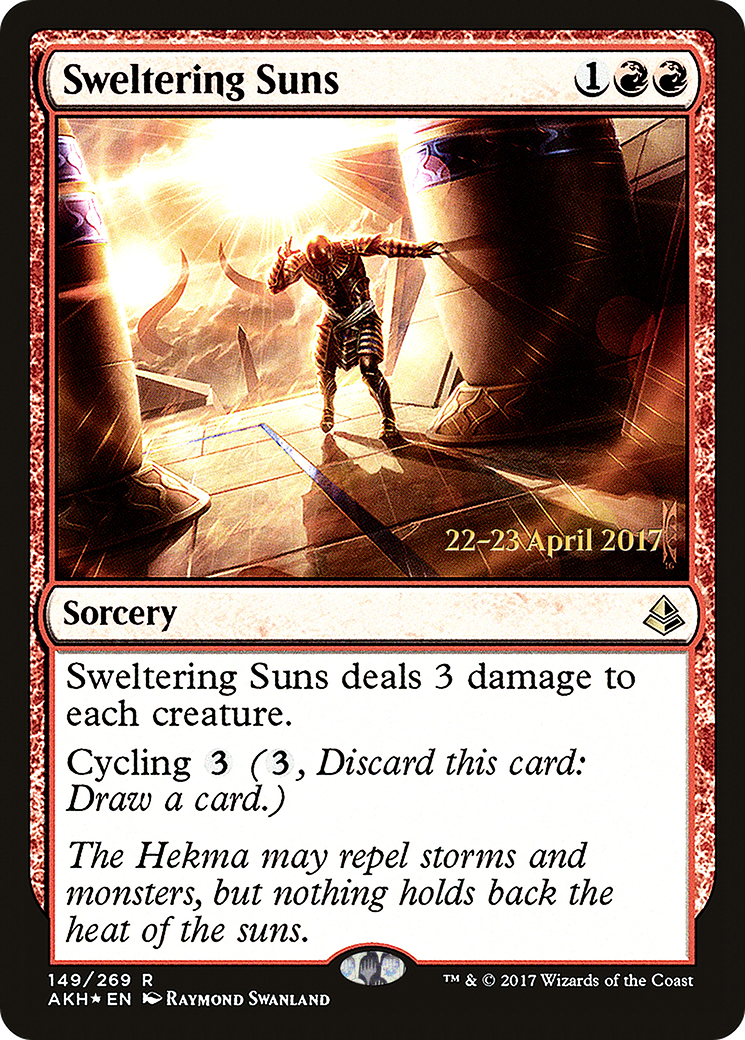 Sweltering Suns 1
22–23 April 2017
Sorcery
Sweltering Suns deals 3 damage to
each creature.
Cycling 3 (3, Discard this card:
Draw a card.)
The Hekma may repel storms and
monsters, but nothing holds back the
heat of the suns.
149/269 R
™ & © 2017 Wizards of the Coast
AKH★EN Raymond Swanland